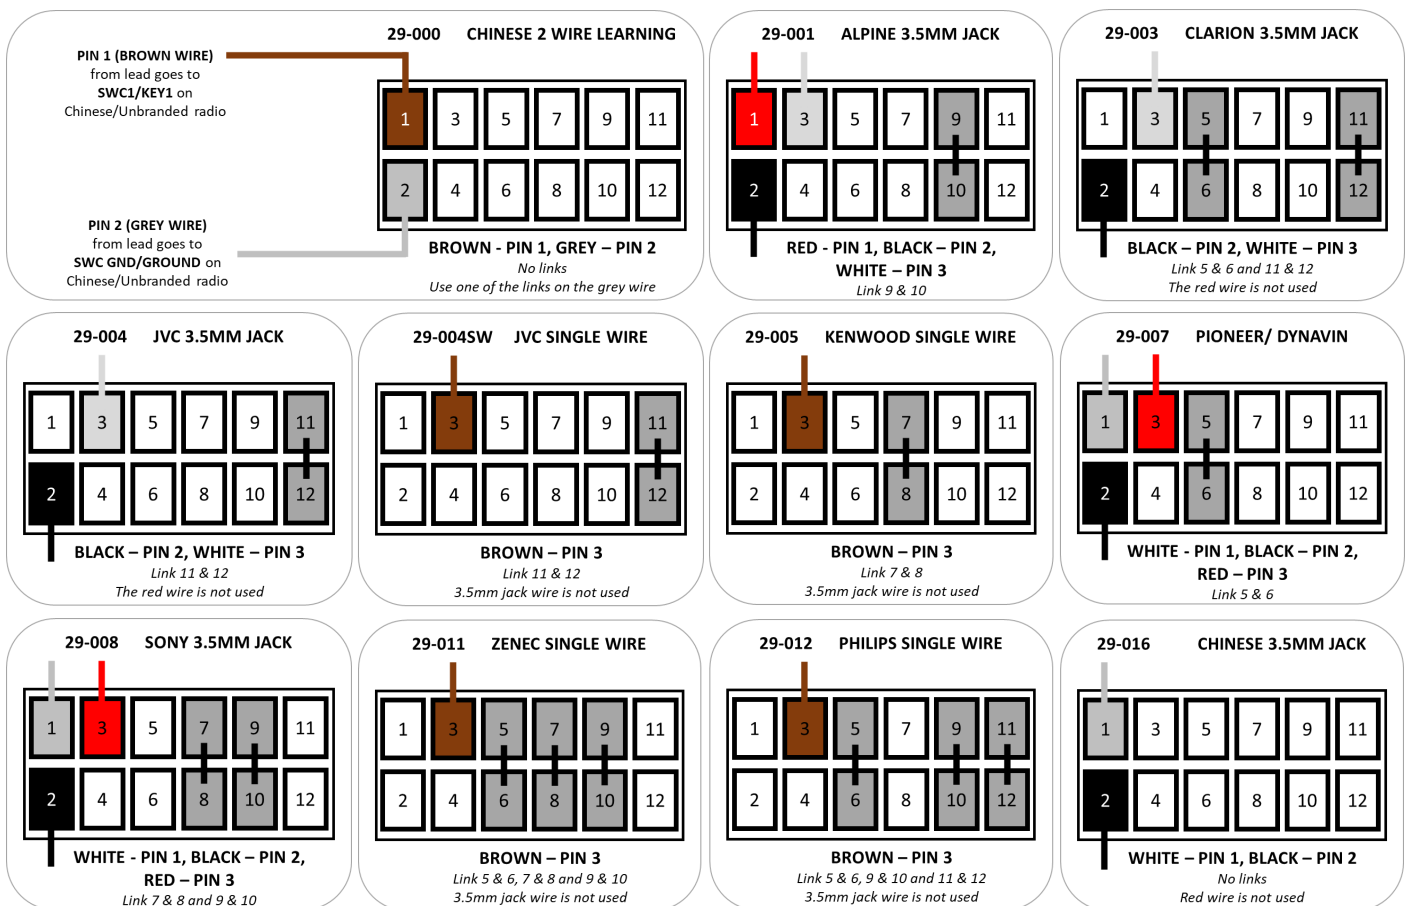 29-000 CHINESE 2 WIRE LEARNING
PIN 1 (BROWN WIRE)
from lead goes to
SWC1/KEY1 on
Chinese/Unbranded radio
1 3 5 7 9 11
2 4 6 8 10 12
PIN 2 (GREY WIRE)
from lead goes to
SWC GND/GROUND on
Chinese/Unbranded radio
BROWN - PIN 1, GREY – PIN 2
No links
Use one of the links on the grey wire
29-001 ALPINE 3.5MM JACK
1 3 5 7 9 11
2 4 6 8 10 12
RED - PIN 1, BLACK – PIN 2,
WHITE – PIN 3
Link 9 & 10
29-003 CLARION 3.5MM JACK
1 3 5 7 9 11
2 4 6 8 10 12
BLACK – PIN 2, WHITE – PIN 3
Link 5 & 6 and 11 & 12
The red wire is not used
29-004 JVC 3.5MM JACK
1 3 5 7 9 11
2 4 6 8 10 12
BLACK – PIN 2, WHITE – PIN 3
Link 11 & 12
The red wire is not used
29-004SW JVC SINGLE WIRE
1 3 5 7 9 11
2 4 6 8 10 12
BROWN – PIN 3
Link 11 & 12
3.5mm jack wire is not used
29-005 KENWOOD SINGLE WIRE
1 3 5 7 9 11
2 4 6 8 10 12
BROWN – PIN 3
Link 7 & 8
3.5mm jack wire is not used
29-007 PIONEER/ DYNAVIN
1 3 5 7 9 11
2 4 6 8 10 12
WHITE - PIN 1, BLACK – PIN 2,
RED – PIN 3
Link 5 & 6
29-008 SONY 3.5MM JACK
1 3 5 7 9 11
2 4 6 8 10 12
WHITE - PIN 1, BLACK – PIN 2,
RED – PIN 3
Link 7 & 8 and 9 & 10
29-011 ZENEC SINGLE WIRE
1 3 5 7 9 11
2 4 6 8 10 12
BROWN – PIN 3
Link 5 & 6, 7 & 8 and 9 & 10
3.5mm jack wire is not used
29-012 PHILIPS SINGLE WIRE
1 3 5 7 9 11
2 4 6 8 10 12
BROWN – PIN 3
Link 5 & 6, 9 & 10 and 11 & 12
3.5mm jack wire is not used
29-016 CHINESE 3.5MM JACK
1 3 5 7 9 11
2 4 6 8 10 12
WHITE – PIN 1, BLACK – PIN 2
No links
Red wire is not used